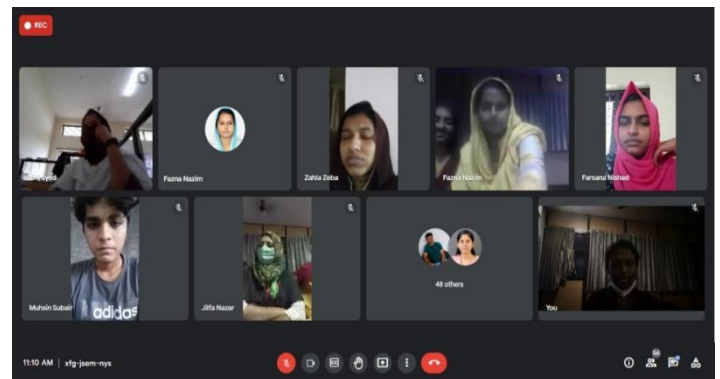 REC
Fazna Nazim
Zahla Zeba
Fazna Nazim
Farsana Nishad
Muhsin Subair
adidas
Jilfa Nazar
48 others
You
11:10 AM | xfg-jsem-nys
56